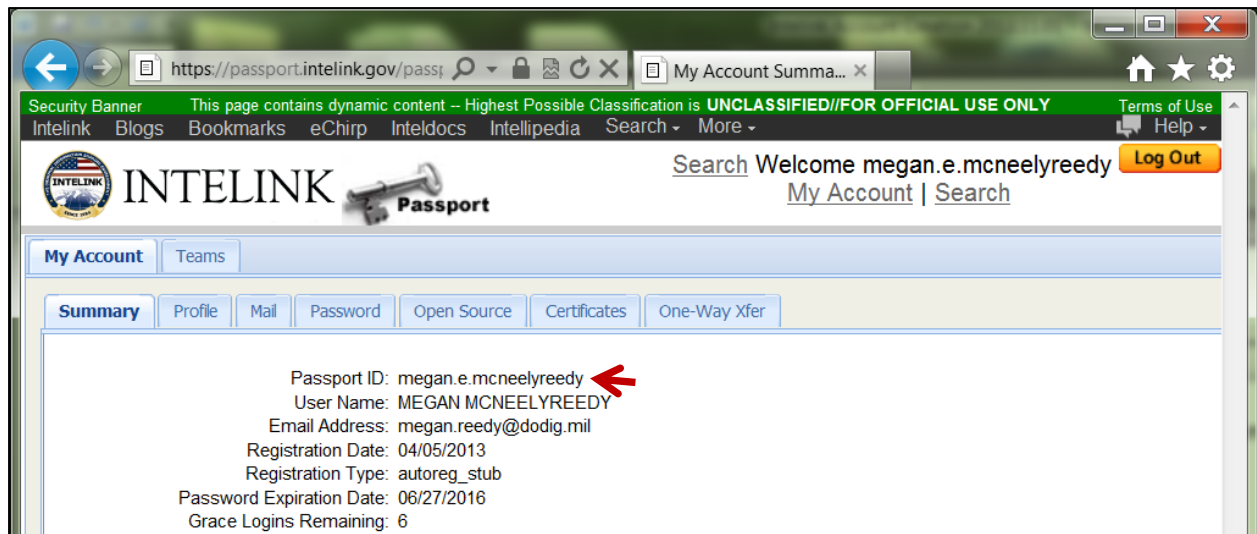 https://passport.intelink.gov/pass
My Account Summa...
Security Banner This page contains dynamic content -- Highest Possible Classification is UNCLASSIFIED//FOR OFFICIAL USE ONLY Terms of Use
Intelink Blogs Bookmarks eChirp Inteldocs Intellipedia Search More Help
INTELINK
INTELINK Passport
Search Welcome megan.e.mcneelyreedy Log Out
My Account | Search
My Account Teams
Summary Profile Mail Password Open Source Certificates One-Way Xfer
Passport ID: megan.e.mcneelyreedy
User Name: MEGAN MCNEELYREEDY
Email Address: megan.reedy@dodig.mil
Registration Date: 04/05/2013
Registration Type: autoreg_stub
Password Expiration Date: 06/27/2016
Grace Logins Remaining: 6